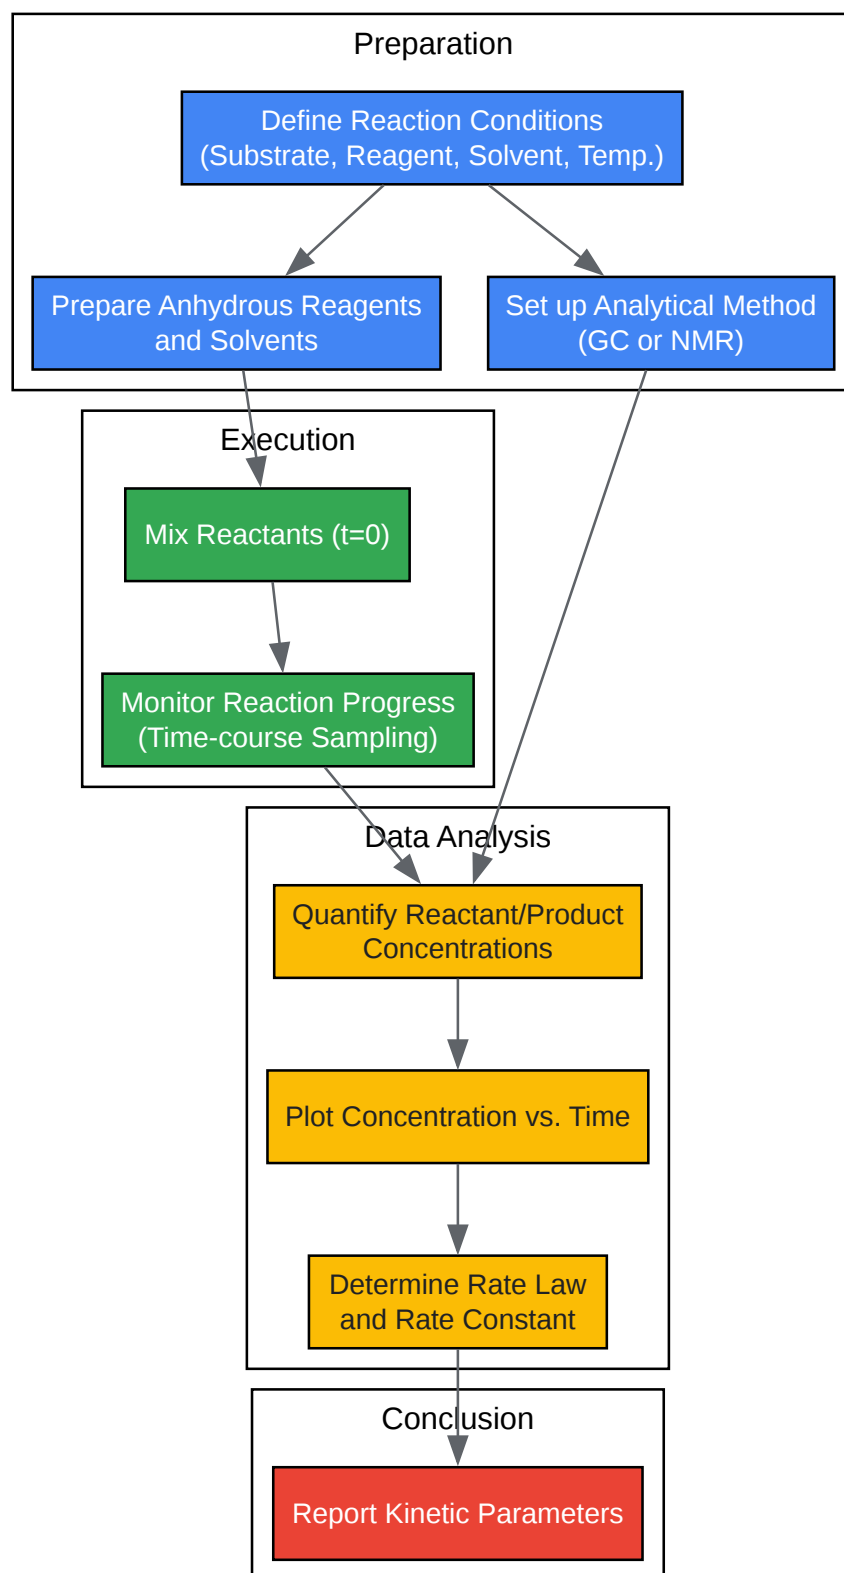 Preparation
Define Reaction Conditions
(Substrate, Reagent, Solvent, Temp.)
Prepare Anhydrous Reagents
and Solvents
Set up Analytical Method
(GC or NMR)
Execution
Mix Reactants (t=0)
Monitor Reaction Progress
(Time-course Sampling)
Data Analysis
Quantify Reactant/Product
Concentrations
Plot Concentration vs. Time
Determine Rate Law
and Rate Constant
Conclusion
Report Kinetic Parameters